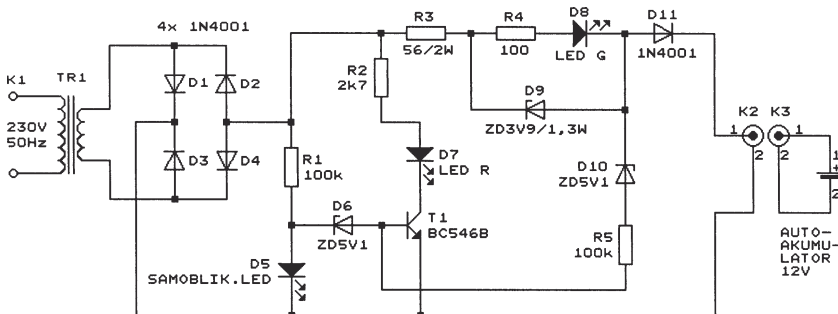 4x 1N4001
K1
TR1
230V
50Hz
D1
D2
D3
D4
R1
100k
R2
2k7
R3
56/2W
R4
100
D8
LED G
D9
ZD3V9/1,3W
D11
1N4001
D7
LED R
D6
ZD5V1
T1
BC546B
D10
ZD5V1
R5
100k
D5
SAMOBLIK.LED
K2
K3
1
2
1
2
1
+
2
AUTO-
AKUMU-
LATOR
12V